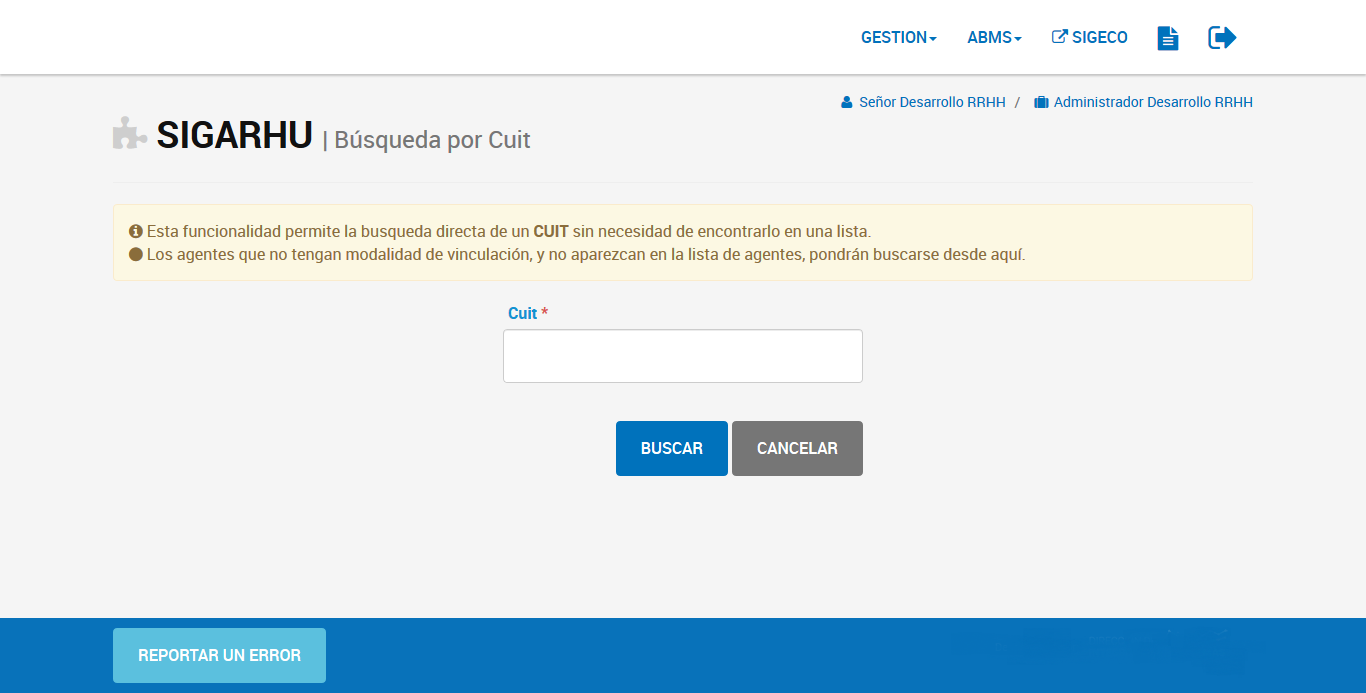 GESTION ABMS SIGECO
Señor Desarrollo RRHH / Administrador Desarrollo RRHH
SIGARHU | Búsqueda por Cuit
Esta funcionalidad permite la busqueda directa de un CUIT sin necesidad de encontrarlo en una lista.
Los agentes que no tengan modalidad de vinculación, y no aparezcan en la lista de agentes, pondrán buscarse desde aquí.
Cuit *
BUSCAR CANCELAR
REPORTAR UN ERROR